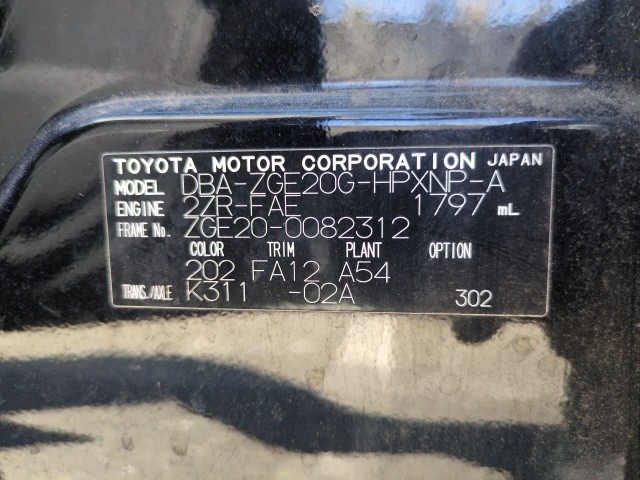 TOYOTA MOTOR CORPORATION JAPAN
MODEL DBA-ZGE20G-HPXNP-A
ENGINE 2ZR-FAE 1797 mL
FRAME No. ZGE20-0082312
COLOR TRIM PLANT OPTION
202 FA12 A54
TRANS./AXLE K311 -02A 302